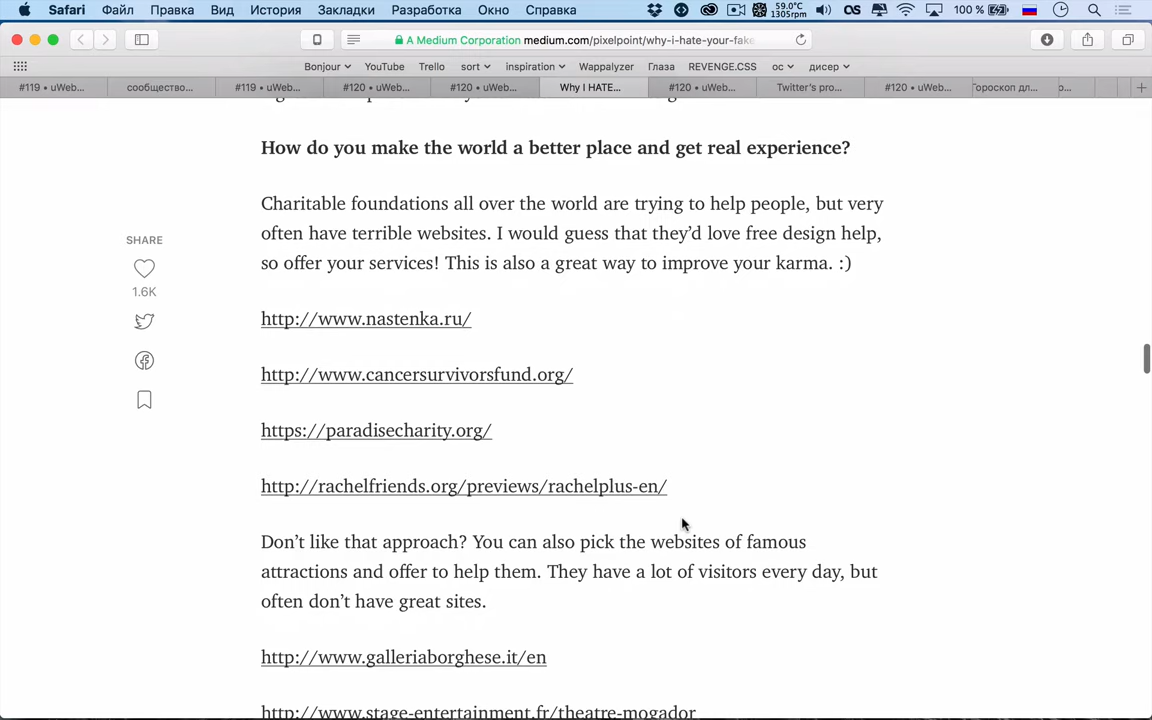 Safari Файл Правка Вид История Закладки Разработка Окно Справка 59.0°C 1305rpm 100 %
A Medium Corporation medium.com/pixelpoint/why-i-hate-your-fake
Bonjour YouTube Trello sort inspiration Wappalyzer Глаза REVENGE.CSS ос дисер
#119 • uWeb... сообщество... #119 • uWeb... #120 • uWeb... #120 • uWeb... Why I HATE... #120 • uWeb... Twitter's pro... #120 • uWeb... Гороскоп дл...
How do you make the world a better place and get real experience?
Charitable foundations all over the world are trying to help people, but very
often have terrible websites. I would guess that they'd love free design help,
so offer your services! This is also a great way to improve your karma. :)
SHARE
1.6K
http://www.nastenka.ru/
http://www.cancersurvivorsfund.org/
https://paradisecharity.org/
http://rachelfriends.org/previews/rachelplus-en/
Don't like that approach? You can also pick the websites of famous
attractions and offer to help them. They have a lot of visitors every day, but
often don't have great sites.
http://www.galleriaborghese.it/en
http://www.stage-entertainment.fr/theatre-mogador